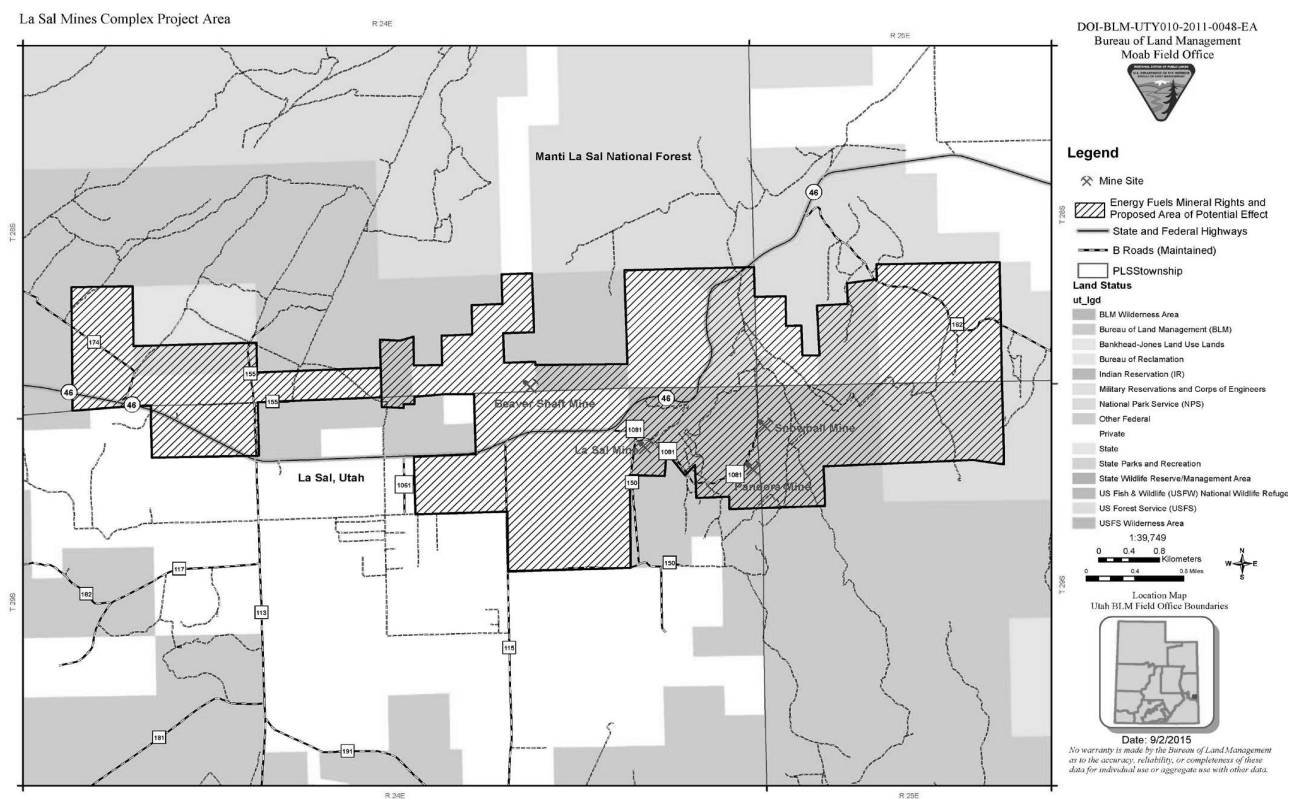 La Sal Mines Complex Project Area
R 24E
R 25E
DOI-BLM-UTY010-2011-0048-EA
Bureau of Land Management
Moab Field Office
Legend
Mine Site
Energy Fuels Mineral Rights and
Proposed Area of Potential Effect
State and Federal Highways
B Roads (Maintained)
PLSStownship
Land Status
ut_lgd
BLM Wilderness Area
Bureau of Land Management (BLM)
Bankhead-Jones Land Use Lands
Bureau of Reclamation
Indian Reservation (IR)
Military Reservations and Corps of Engineers
National Park Service (NPS)
Other Federal
Private
State
State Parks and Recreation
State Wildlife Reserve/Management Area
US Fish & Wildlife (USFW) National Wildlife Refuge
US Forest Service (USFS)
USFS Wilderness Area
1:39,749
0 0.4 0.8
Kilometers
0 0.4 0.8 Miles
N
W E
S
Location Map
Utah BLM Field Office Boundaries
Date: 9/2/2015
No warranty is made by the Bureau of Land Management
as to the accuracy, reliability, or completeness of these
data for individual use or aggregate use with other data.
Manti La Sal National Forest
46
T 28S
T 28S
174
182
155
155
46
46
46
Beaver Shaft Mine
1081
Snowball Mine
La Sal Mine
1081
1081
Pandora Mine
La Sal, Utah
1061
150
150
117
182
113
115
T 29S
T 29S
181
191
R 24E
R 25E